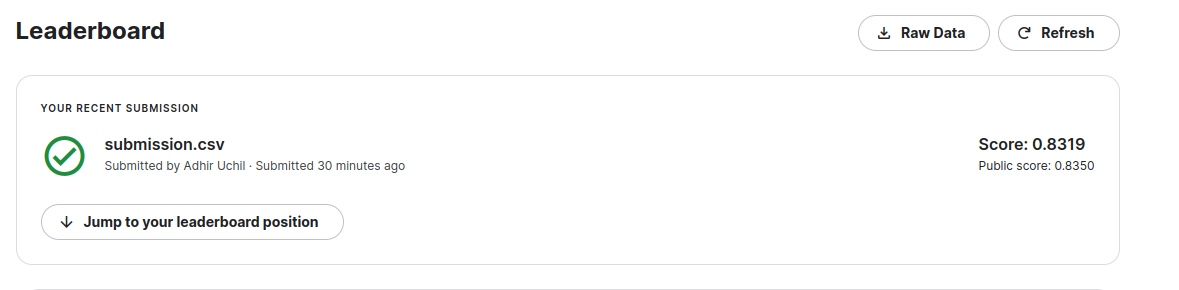 Leaderboard
Raw Data
Refresh
YOUR RECENT SUBMISSION
submission.csv
Score: 0.8319
Submitted by Adhir Uchil · Submitted 30 minutes ago
Public score: 0.8350
Jump to your leaderboard position